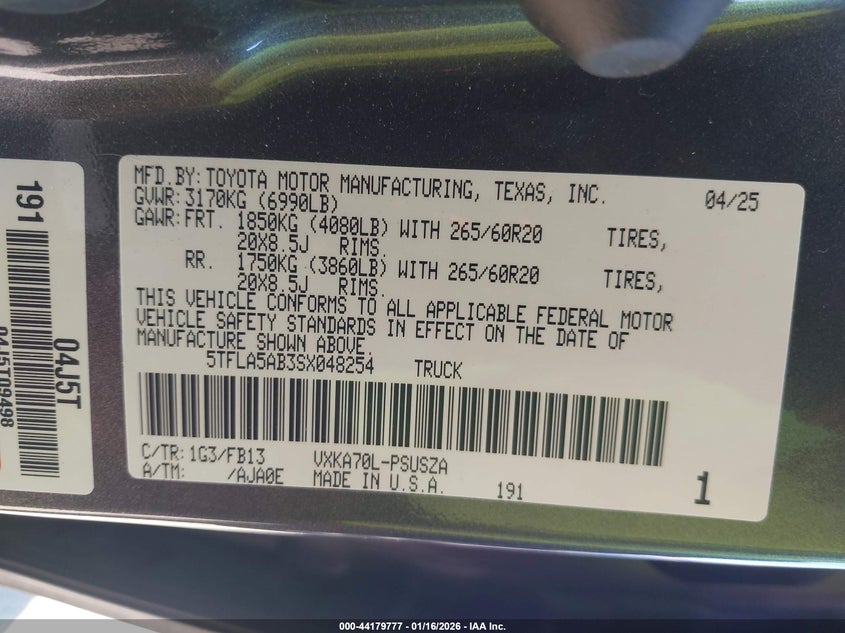 191
04J5T
04J5T09498
MFD.BY: TOYOTA MOTOR MANUFACTURING, TEXAS, INC. 04/25
GVWR: 3170KG (6990LB)
GAWR: FRT. 1850KG (4080LB) WITH 265/60R20 TIRES,
20X8.5J RIMS.
RR. 1750KG (3860LB) WITH 265/60R20 TIRES,
20X8.5J RIMS.
THIS VEHICLE CONFORMS TO ALL APPLICABLE FEDERAL MOTOR
VEHICLE SAFETY STANDARDS IN EFFECT ON THE DATE OF
MANUFACTURE SHOWN ABOVE.
5TFLA5AB3SX048254 TRUCK
C/TR: 1G3/FB13 VXKA70L-PSUSZA
A/TM: /AJA0E MADE IN U.S.A. 191 1
000-44179777 - 01/16/2026 - IAA Inc.